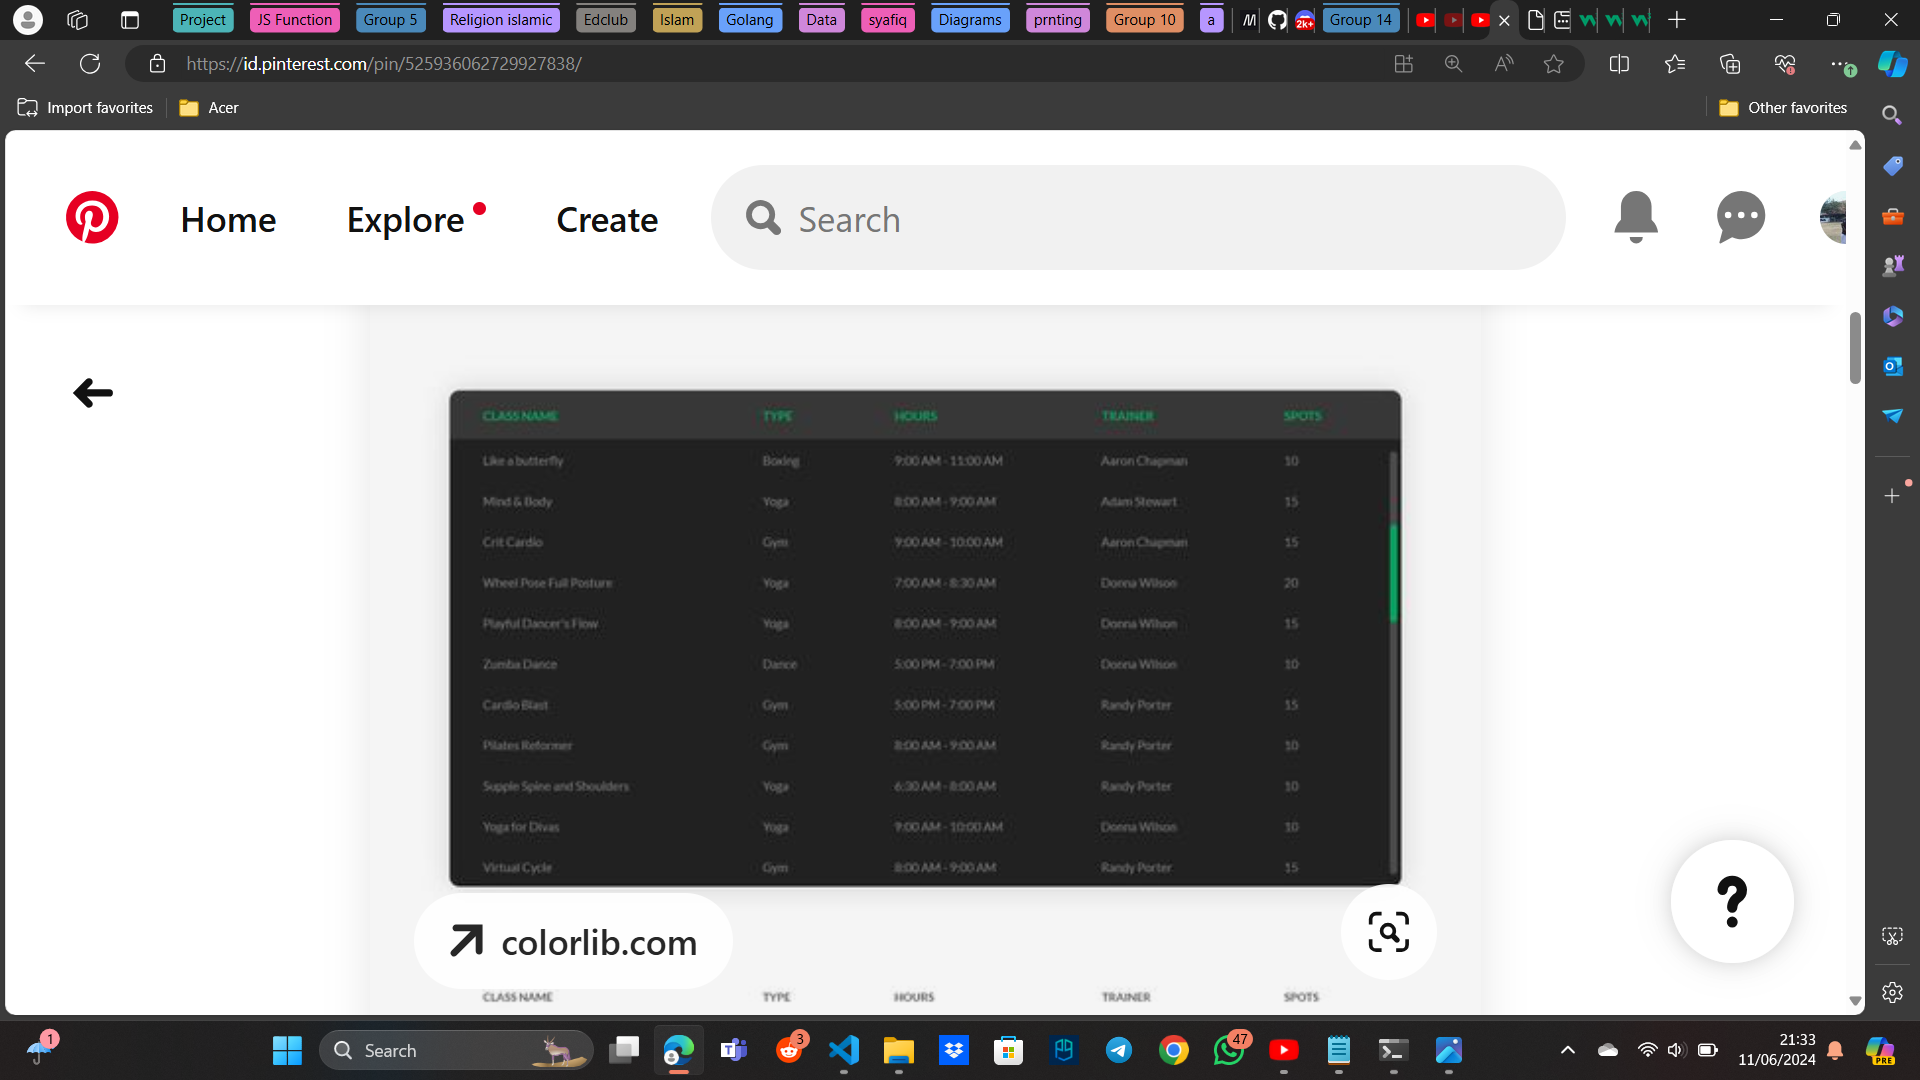 Project JS Function Group 5 Religion islamic Edclub Islam Golang Data syafiq Diagrams prnting Group 10 a 2k+ Group 14
https://id.pinterest.com/pin/525936062729927838/
Import favorites Acer Other favorites
Home Explore Create Search
CLASS NAME TYPE HOURS TRAINER SPOTS
Like a butterfly Boxing 9:00 AM - 11:00 AM Aaron Chapman 10
Mind & Body Yoga 8:00 AM - 9:00 AM Adam Stewart 15
Crit Cardio Gym 9:00 AM - 10:00 AM Aaron Chapman 15
Wheel Pose Full Posture Yoga 7:00 AM - 8:30 AM Donna Wilson 20
Playful Dancer's Flow Yoga 8:00 AM - 9:00 AM Donna Wilson 15
Zumba Dance Dance 5:00 PM - 7:00 PM Donna Wilson 10
Cardio Blast Gym 5:00 PM - 7:00 PM Randy Porter 15
Pilates Reformer Gym 8:00 AM - 9:00 AM Randy Porter 10
Supple Spine and Shoulders Yoga 6:30 AM - 8:00 AM Randy Porter 10
Yoga for Divas Yoga 9:00 AM - 10:00 AM Donna Wilson 10
Virtual Cycle Gym 8:00 AM - 9:00 AM Randy Porter 15
colorlib.com
?
CLASS NAME TYPE HOURS TRAINER SPOTS
1 Search 3 47 21:33
11/06/2024
PRE